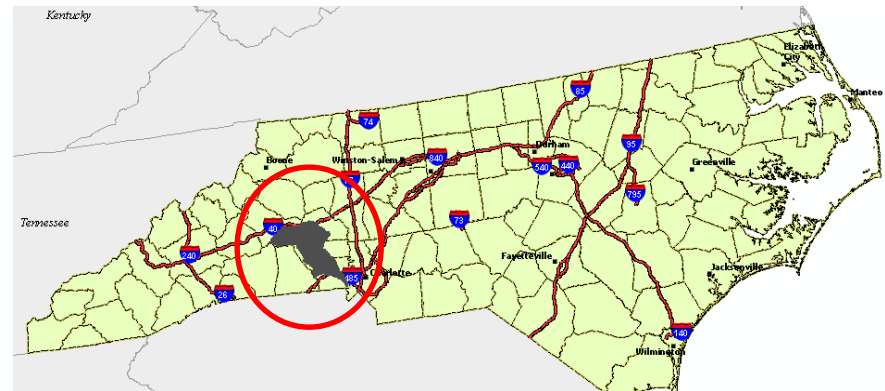 Kentucky
Elizabeth
City
85
Manteo
74
95
Durham
Winston-Salem
840
Boone
540
440
Greenville
795
Tennessee
73
40
240
Fayetteville
485
Charlotte
Jacksonville
26
140
Wilmington